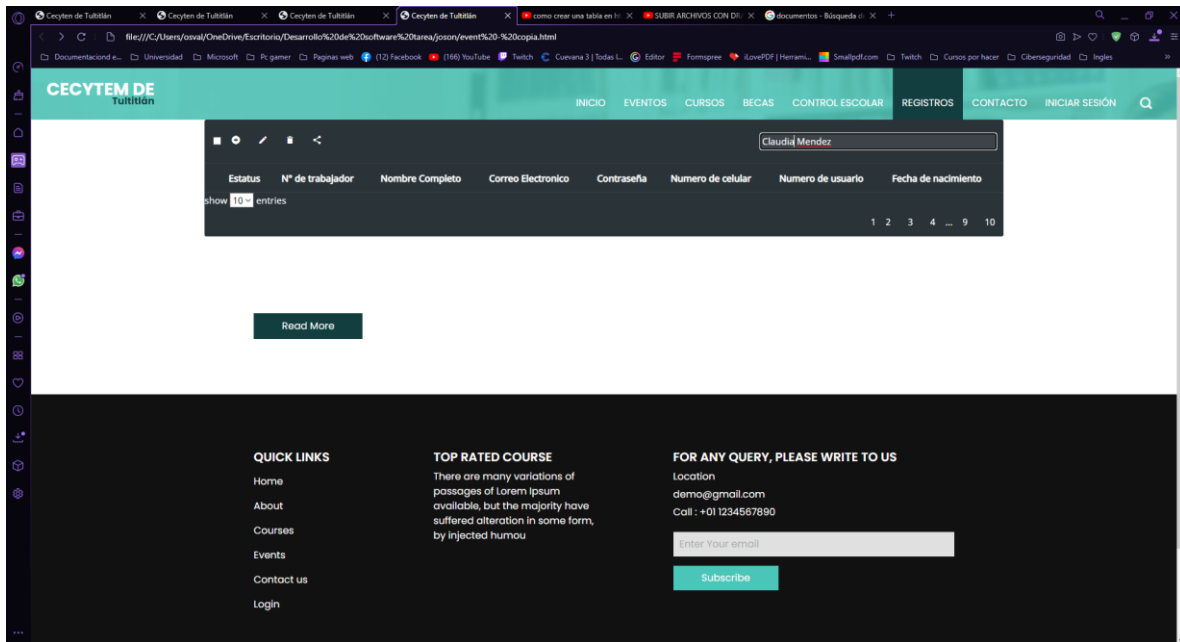 Cecyten de Tultitlán
Cecyten de Tultitlán
Cecyten de Tultitlán
Cecyten de Tultitlán
como crear una tabla en ht
SUBIR ARCHIVOS CON
documentos - Búsqueda d
file:///C:/Users/osval/OneDrive/Escritorio/Desarrollo%20de%20software%20tarea/joson/event%20-%20copia.html
Documentaciond e... Universidad Microsoft Pc gamer Paginas web (12) Facebook (166) YouTube Twitch Cuevana 3 | Todas l... Editor Formspree iLovePDF | Herrami... Smallpdf.com Twitch Cursos por hacer Ciberseguridad Ingles »
CECYTEM DE
Tultitlán
INICIO EVENTOS CURSOS BECAS CONTROL ESCOLAR REGISTROS CONTACTO INICIAR SESIÓN
Claudia Mendez
Estatus N° de trabajador Nombre Completo Correo Electronico Contraseña Numero de celular Numero de usuario Fecha de nacimiento
show 10 entries
1 2 3 4 ... 9 10
Read More
QUICK LINKS
Home
About
Courses
Events
Contact us
Login
TOP RATED COURSE
There are many variations of
passages of Lorem Ipsum
available, but the majority have
suffered alteration in some form,
by injected humou
FOR ANY QUERY, PLEASE WRITE TO US
Location
demo@gmail.com
Call : +01 1234567890
Enter Your email
Subscribe